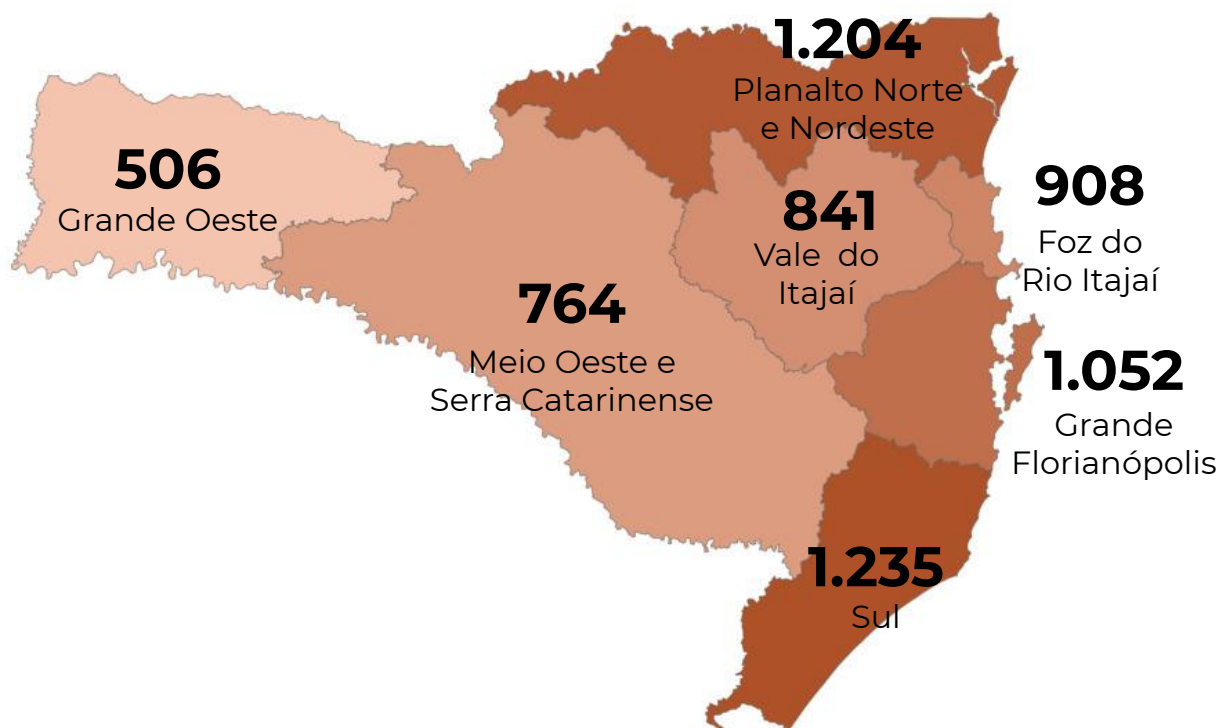 1.204
Planalto Norte
e Nordeste
506
Grande Oeste
841
Vale do
Itajaí
908
Foz do
Rio Itajaí
764
Meio Oeste e
Serra Catarinense
1.052
Grande
Florianópolis
1.235
Sul